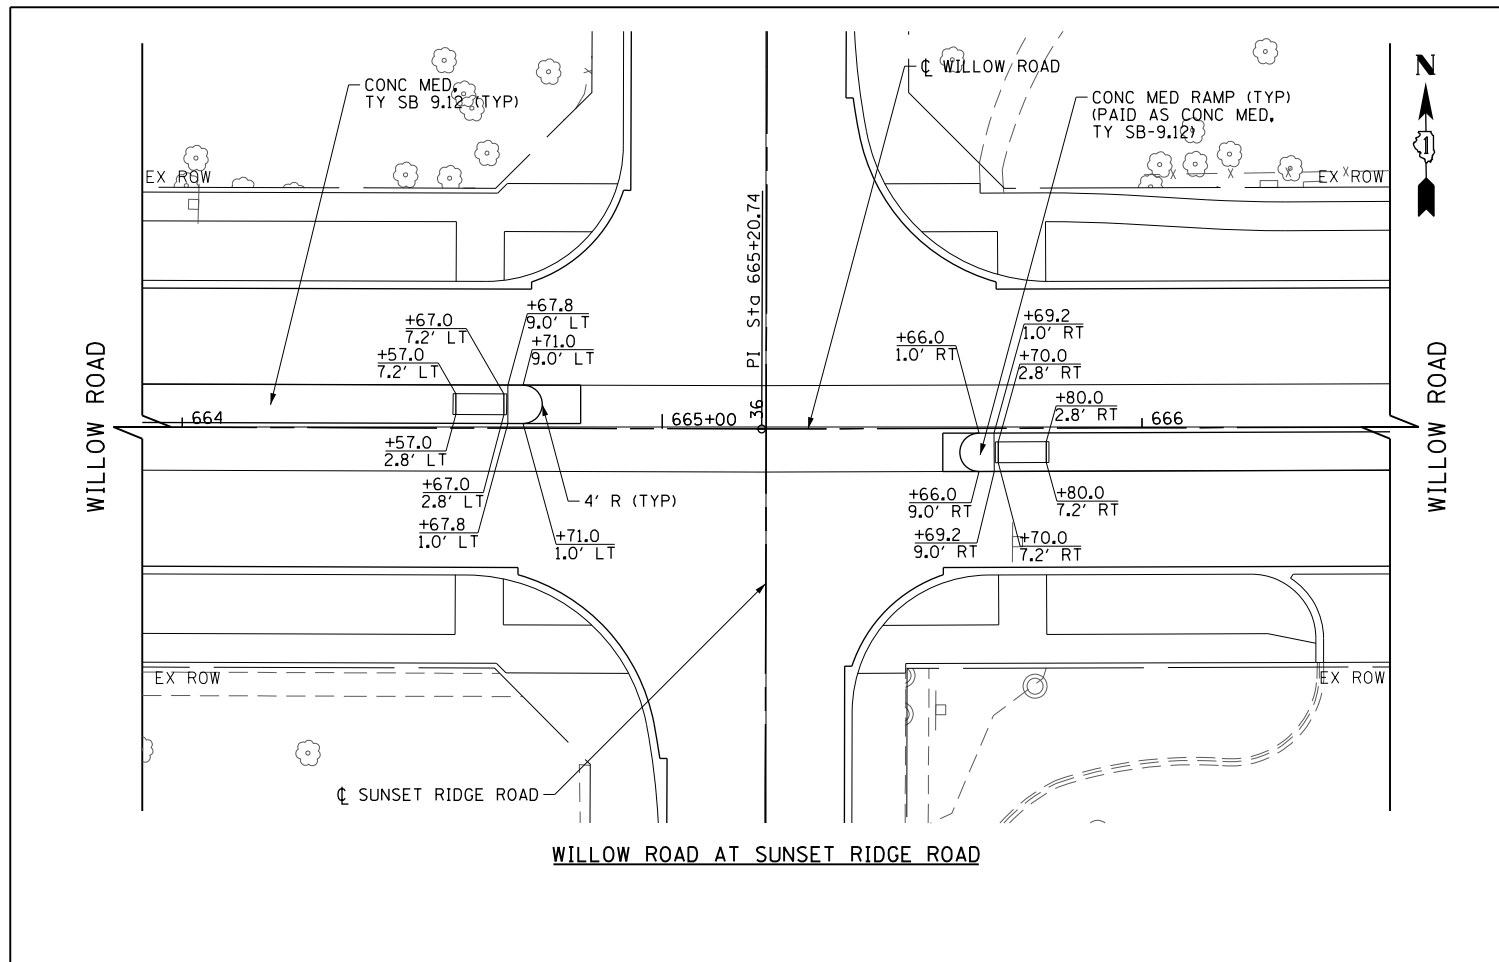 CONC MED,
TY SB 9.12 (TYP)
℄ WILLOW ROAD
CONC MED RAMP (TYP)
(PAID AS CONC MED,
TY SB-9.12)
N
1
EX ROW
EX ROW
PI Sta 665+20.74
36
WILLOW ROAD
WILLOW ROAD
+67.8
9.0' LT
+67.0
7.2' LT
+71.0
9.0' LT
+57.0
7.2' LT
+69.2
1.0' RT
+66.0
1.0' RT
+70.0
2.8' RT
+80.0
2.8' RT
664
665+00
666
+57.0
2.8' LT
+67.0
2.8' LT
4' R (TYP)
+67.8
1.0' LT
+71.0
1.0' LT
+66.0
9.0' RT
+80.0
7.2' RT
+69.2
9.0' RT
+70.0
7.2' RT
EX ROW
EX ROW
℄ SUNSET RIDGE ROAD
WILLOW ROAD AT SUNSET RIDGE ROAD